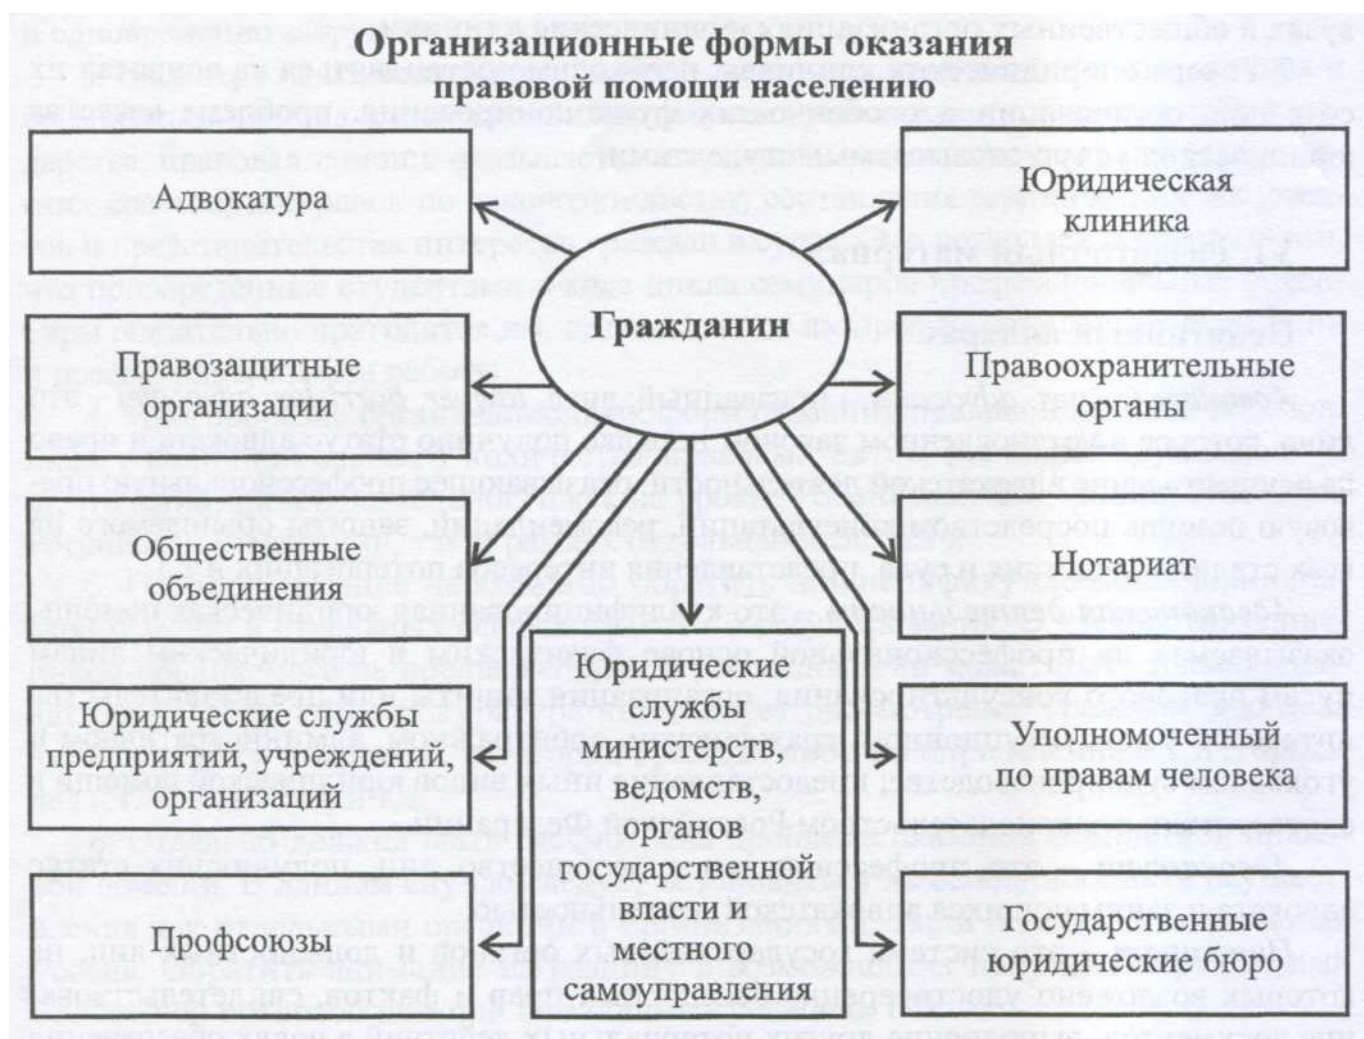 Организационные формы оказания
правовой помощи населению
Адвокатура
Юридическая
клиника
Гражданин
Правозащитные
организации
Правоохранительные
органы
Общественные
объединения
Нотариат
Юридические службы
предприятий, учреждений,
организаций
Юридические
службы
министерств,
ведомств,
органов
государственной
власти и
местного
самоуправления
Уполномоченный
по правам человека
Профсоюзы
Государственные
юридические бюро